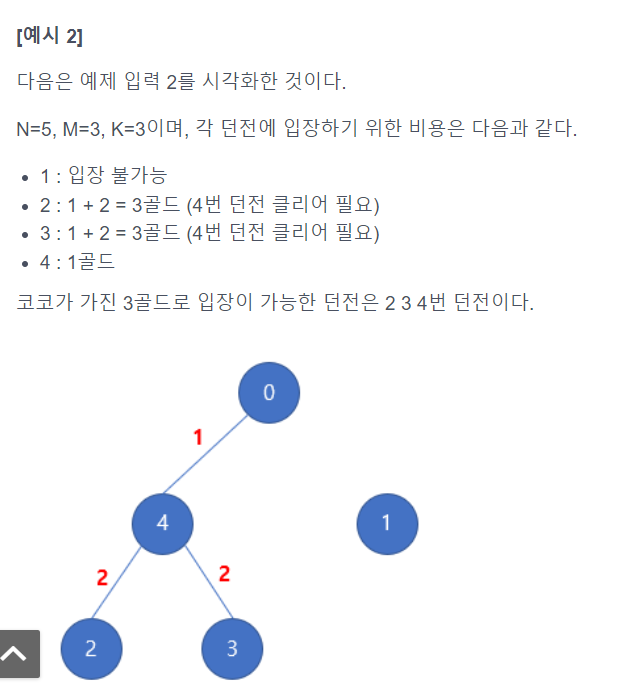 [예시 2]
다음은 예제 입력 2를 시각화한 것이다.
N=5, M=3, K=3이며, 각 던전에 입장하기 위한 비용은 다음과 같다.
• 1 : 입장 불가능
• 2 : 1 + 2 = 3골드 (4번 던전 클리어 필요)
• 3 : 1 + 2 = 3골드 (4번 던전 클리어 필요)
• 4 : 1골드
코코가 가진 3골드로 입장이 가능한 던전은 2 3 4번 던전이다.
0
1
4
1
2
2
2
3